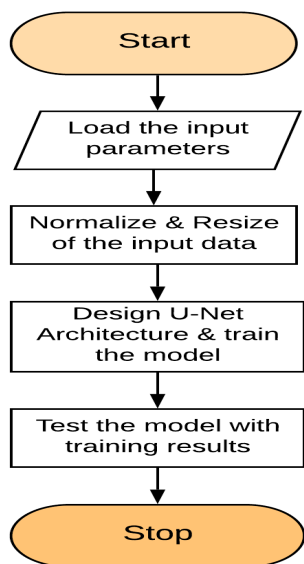 Start
Load the input
parameters
Normalize & Resize
of the input data
Design U-Net
Architecture & train
the model
Test the model with
training results
Stop